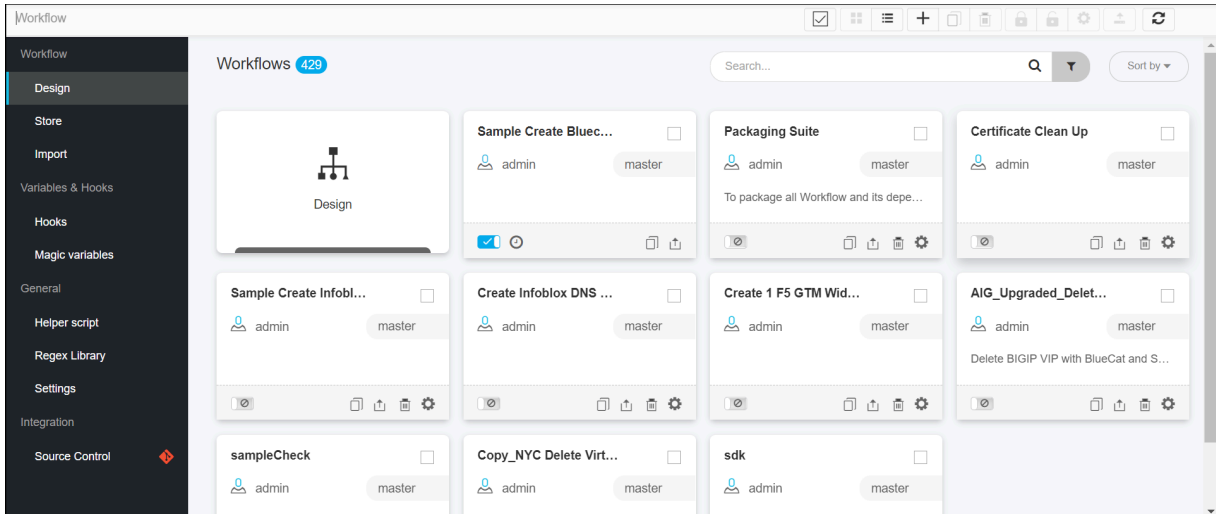 Workflow
Workflow
Design
Store
Import
Variables & Hooks
Hooks
Magic variables
General
Helper script
Regex Library
Settings
Integration
Source Control
Workflows 429
Search...
Sort by
Design
Sample Create Bluec...
admin master
Packaging Suite
admin master
To package all Workflow and its depe...
Certificate Clean Up
admin master
Sample Create Infobl...
admin master
Create Infoblox DNS ...
admin master
Create 1 F5 GTM Wid...
admin master
AIG_Upgraded_Delet...
admin master
Delete BIGIP VIP with BlueCat and S...
sampleCheck
admin master
Copy_NYC Delete Virt...
admin master
sdk
admin master